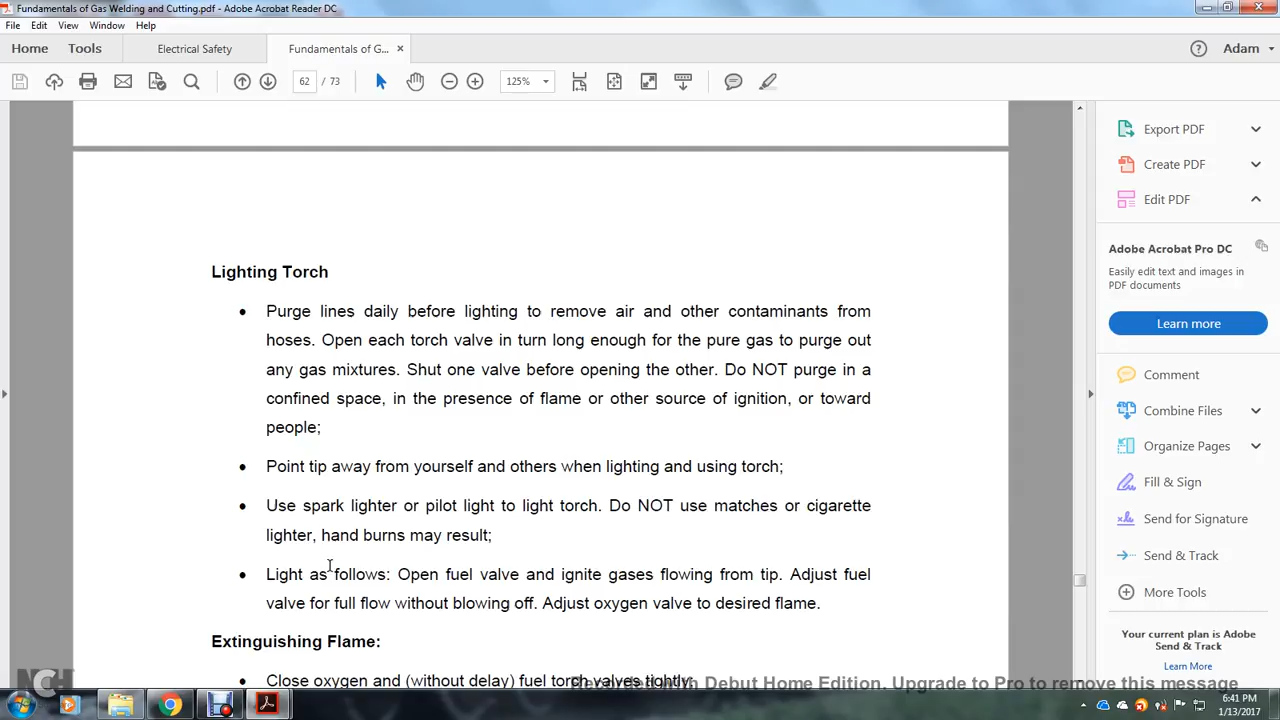 Fundamentals of Gas Welding and Cutting.pdf - Adobe Acrobat Reader DC
File Edit View Window Help
Home Tools Electrical Safety Fundamentals of G... × Adam
62 / 73 125%
Lighting Torch
• Purge lines daily before lighting to remove air and other contaminants from
hoses. Open each torch valve in turn long enough for the pure gas to purge out
any gas mixtures. Shut one valve before opening the other. Do NOT purge in a
confined space, in the presence of flame or other source of ignition, or toward
people;
• Point tip away from yourself and others when lighting and using torch;
• Use spark lighter or pilot light to light torch. Do NOT use matches or cigarette
lighter, hand burns may result;
• Light as follows: Open fuel valve and ignite gases flowing from tip. Adjust fuel
valve for full flow without blowing off. Adjust oxygen valve to desired flame.
Extinguishing Flame:
• Close oxygen and (without delay) fuel torch valves tightly;
Export PDF
Create PDF
Edit PDF
Adobe Acrobat Pro DC
Easily edit text and images in
PDF documents
Learn more
Comment
Combine Files
Organize Pages
Fill & Sign
Send for Signature
Send & Track
More Tools
Your current plan is Adobe
Send & Track
Learn More
NCH
Recorded with Debut Home Edition. Upgrade to Pro to remove this message
6:41 PM
1/13/2017